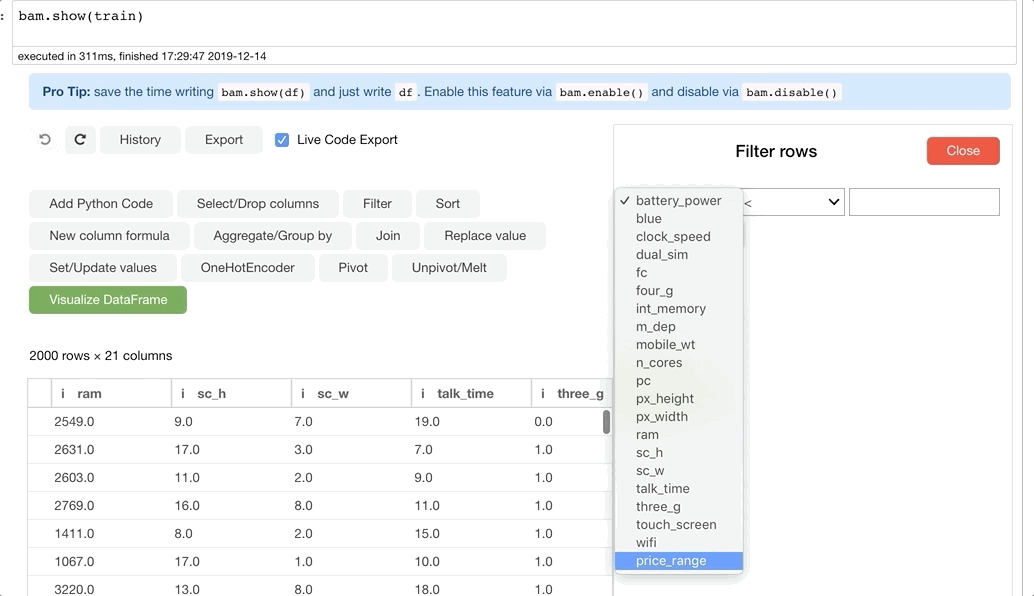 : bam.show(train)
executed in 311ms, finished 17:29:47 2019-12-14
Pro Tip: save the time writing bam.show(df) and just write df . Enable this feature via bam.enable() and disable via bam.disable()
History Export Live Code Export
Filter rows Close
Add Python Code Select/Drop columns Filter Sort
New column formula Aggregate/Group by Join Replace value
Set/Update values OneHotEncoder Pivot Unpivot/Melt
Visualize DataFrame
2000 rows × 21 columns
i ram i sc_h i sc_w i talk_time i three_g
2549.0 9.0 7.0 19.0 0.0
2631.0 17.0 3.0 7.0 1.0
2603.0 11.0 2.0 9.0 1.0
2769.0 16.0 8.0 11.0 1.0
1411.0 8.0 2.0 15.0 1.0
1067.0 17.0 1.0 10.0 1.0
3220.0 13.0 8.0 18.0 1.0
✓ battery_power <
blue
clock_speed
dual_sim
fc
four_g
int_memory
m_dep
mobile_wt
n_cores
pc
px_height
px_width
ram
sc_h
sc_w
talk_time
three_g
touch_screen
wifi
price_range